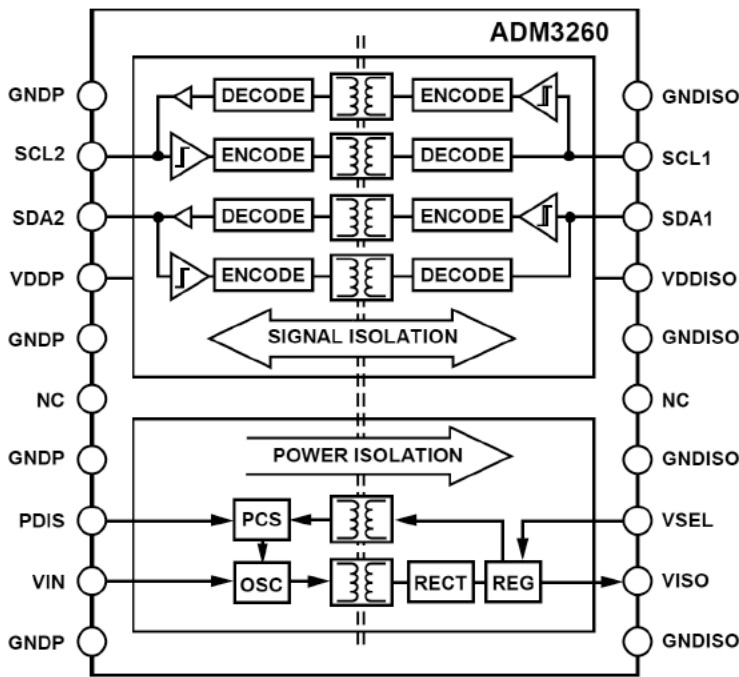 ADM3260
GNDP DECODE ENCODE GNDISO
SCL2 ENCODE DECODE SCL1
SDA2 DECODE ENCODE SDA1
VDDP ENCODE DECODE VDDISO
GNDP SIGNAL ISOLATION GNDISO
NC NC
GNDP POWER ISOLATION GNDISO
PDIS PCS VSEL
VIN OSC RECT REG VISO
GNDP GNDISO